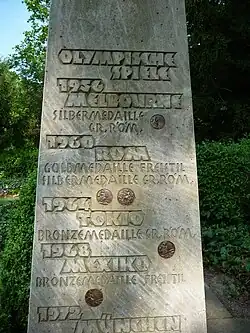 OLYMPISCHE
SPIELE
1956
MELBOURNE
SILBERMEDAILLE
GR.ROM.
1960
ROM
GOLDMEDAILLE FREISTIL
SILBERMEDAILLE GR.RÖM.
1964
TOKIO
BRONZEMEDAILLE GR.RÖM.
1968
MEXIKO
BRONZEMEDAILLE FREISTIL
1972
MÜNCHEN